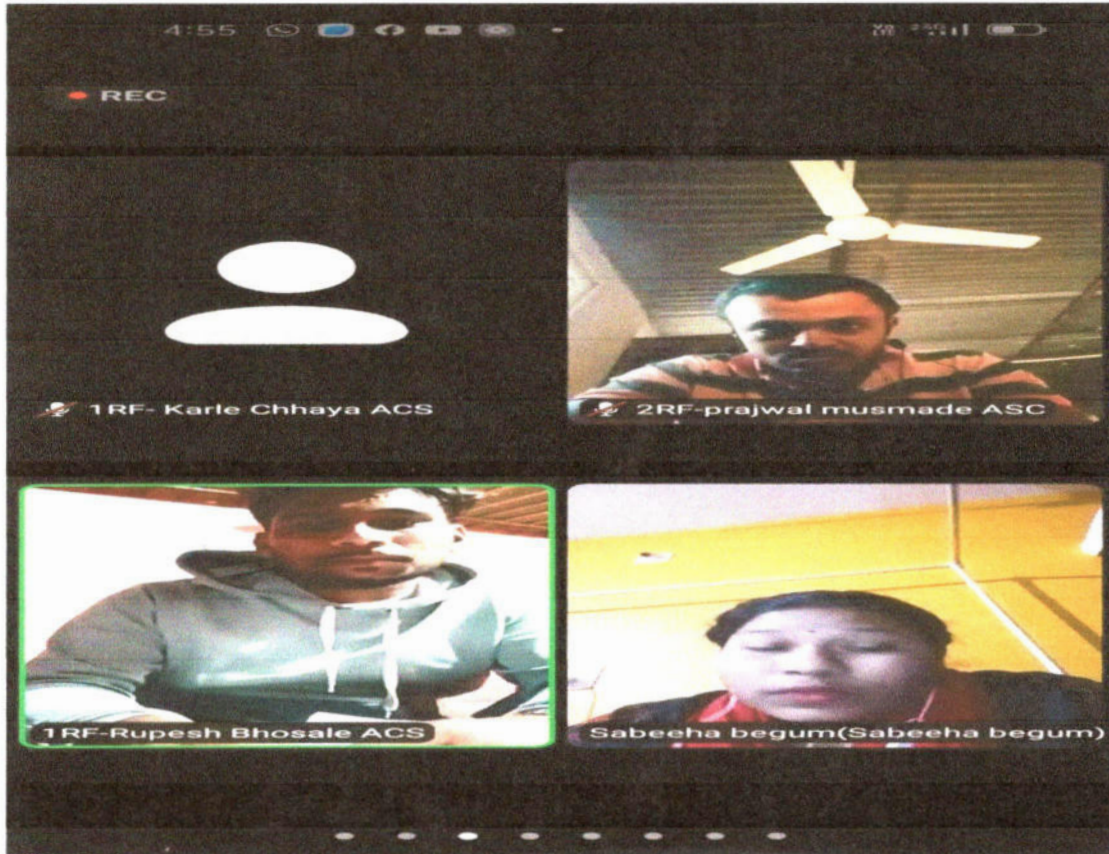 4:55
REC
1RF- Karle Chhaya ACS
2RF-prajwal musmade ASC
1RF-Rupesh Bhosale ACS
Sabeeha begum(Sabeeha begum)